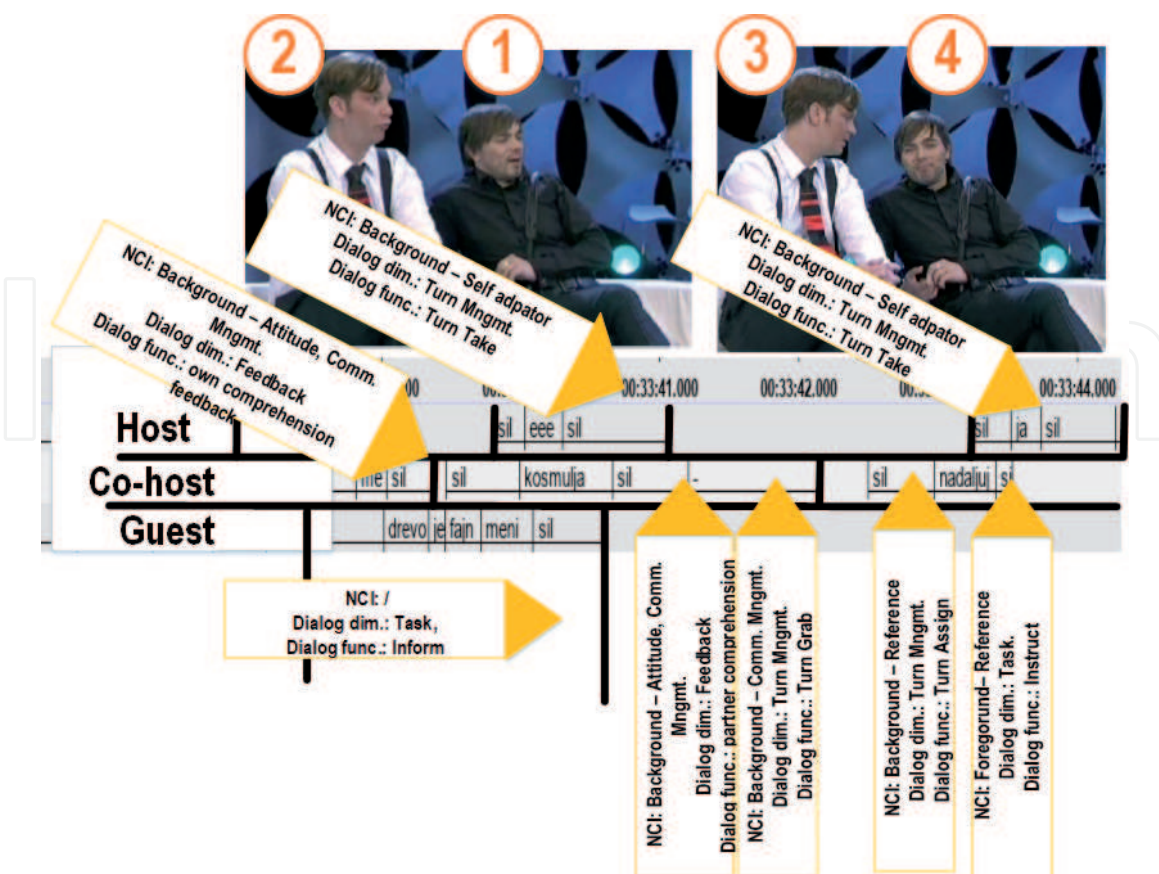 2
1
3
4
NCI: Background – Self adpator
Dialog dim.: Turn Mngmt.
Dialog func.: Turn Take
NCI: Background – Self adpator
Dialog dim.: Turn Mngmt.
Dialog func.: Turn Take
NCI: Background – Attitude, Comm.
Mngmt.
Dialog dim.: Feedback
Dialog func.: own comprehension
feedback
00:33:41.000 00:33:42.000 00:33:44.000
Host sil eee sil sil ja sil
Co-host sil sil kosmulja sil - sil nadaljuj
Guest drevo je fajn meni sil
NCI: /
Dialog dim.: Task,
Dialog func.: Inform
NCI: Background – Attitude, Comm.
Mngmt.
Dialog dim.: Feedback
Dialog func.: partner comprehension
NCI: Background – Comm. Mngmt.
Dialog dim.: Turn Mngmt.
Dialog func.: Turn Grab
NCI: Background – Reference
Dialog dim.: Turn Mngmt.
Dialog func.: Turn Assign
NCI: Foregorund– Reference
Dialog dim.: Task.
Dialog func.: Instruct